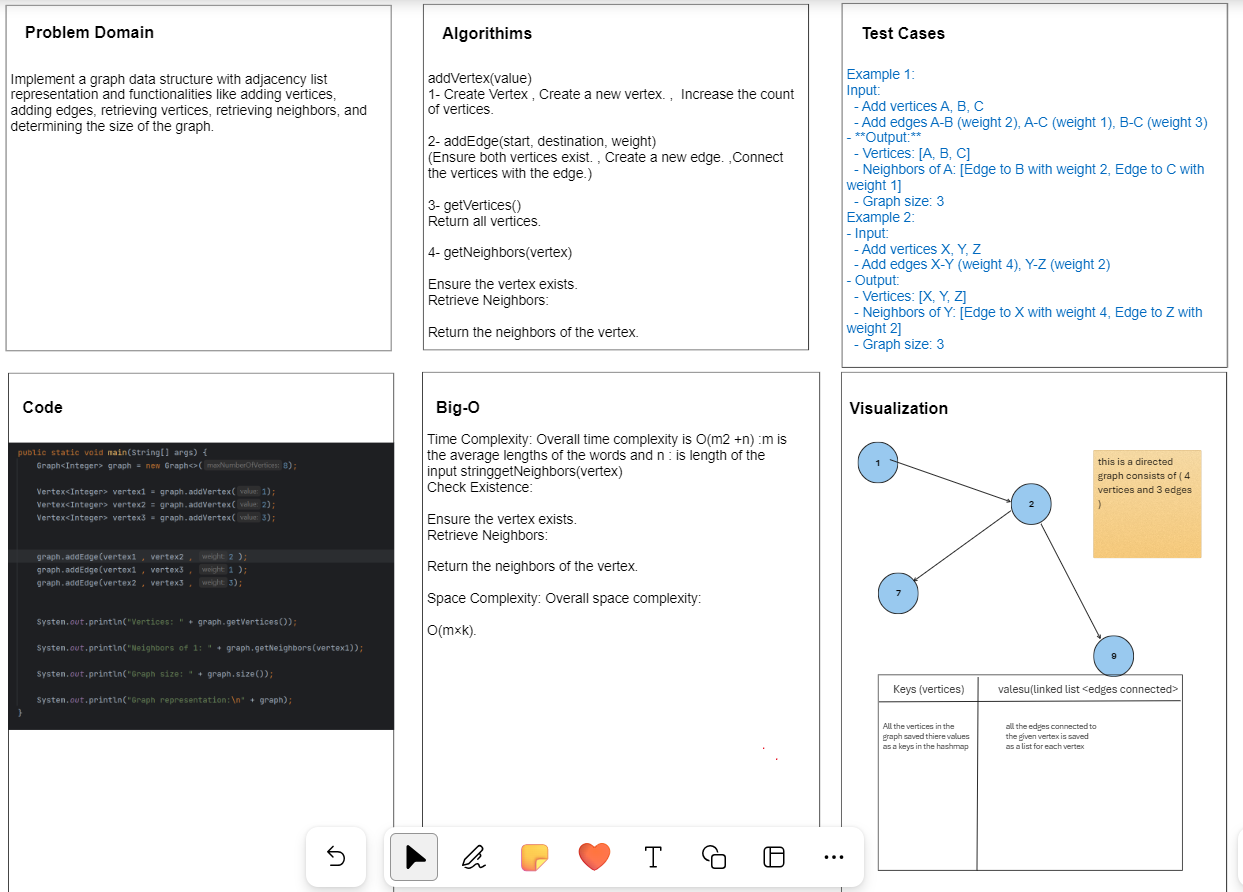 Problem Domain
Implement a graph data structure with adjacency list
representation and functionalities like adding vertices,
adding edges, retrieving vertices, retrieving neighbors, and
determining the size of the graph.
Algorithims
addVertex(value)
1- Create Vertex , Create a new vertex. , Increase the count
of vertices.
2- addEdge(start, destination, weight)
(Ensure both vertices exist. , Create a new edge. ,Connect
the vertices with the edge.)
3- getVertices()
Return all vertices.
4- getNeighbors(vertex)
Ensure the vertex exists.
Retrieve Neighbors:
Return the neighbors of the vertex.
Test Cases
Example 1:
Input:
- Add vertices A, B, C
- Add edges A-B (weight 2), A-C (weight 1), B-C (weight 3)
- **Output:**
- Vertices: [A, B, C]
- Neighbors of A: [Edge to B with weight 2, Edge to C with
weight 1]
- Graph size: 3
Example 2:
- Input:
- Add vertices X, Y, Z
- Add edges X-Y (weight 4), Y-Z (weight 2)
- Output:
- Vertices: [X, Y, Z]
- Neighbors of Y: [Edge to X with weight 4, Edge to Z with
weight 2]
- Graph size: 3
Code
public static void main(String[] args) {
Graph<Integer> graph = new Graph<>( maxNumberOfVertices: 8);
Vertex<Integer> vertex1 = graph.addVertex( value: 1);
Vertex<Integer> vertex2 = graph.addVertex( value: 2);
Vertex<Integer> vertex3 = graph.addVertex( value: 3);
graph.addEdge(vertex1 , vertex2 , weight: 2 );
graph.addEdge(vertex1 , vertex3 , weight: 1 );
graph.addEdge(vertex2 , vertex3 , weight: 3);
System.out.println("Vertices: " + graph.getVertices());
System.out.println("Neighbors of 1: " + graph.getNeighbors(vertex1));
System.out.println("Graph size: " + graph.size());
System.out.println("Graph representation:\n" + graph);
}
Big-O
Time Complexity: Overall time complexity is O(m2 +n) :m is
the average lengths of the words and n : is length of the
input stringgetNeighbors(vertex)
Check Existence:
Ensure the vertex exists.
Retrieve Neighbors:
Return the neighbors of the vertex.
Space Complexity: Overall space complexity:
O(m×k).
Visualization
1
2
7
9
this is a directed
graph consists of ( 4
vertices and 3 edges
)
Keys (vertices)
valesu(linked list <edges connected>
All the vertices in the
graph saved thiere values
as a keys in the hashmap
all the edges connected to
the given vertex is saved
as a list for each vertex
T